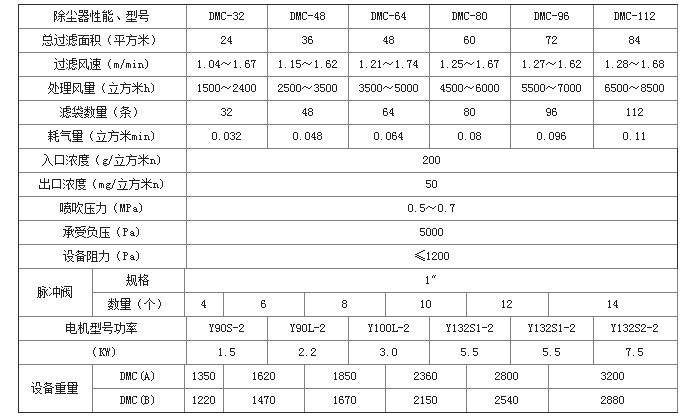 除尘器性能、型号 DMC-32 DMC-48 DMC-64 DMC-80 DMC-96 DMC-112
总过滤面积（平方米） 24 36 48 60 72 84
过滤风速（m/min） 1.04～1.67 1.15～1.62 1.21～1.74 1.25～1.67 1.27～1.62 1.28～1.68
处理风量（立方米h） 1500～2400 2500～3500 3500～5000 4500～6000 5500～7000 6500～8500
滤袋数量（条） 32 48 64 80 96 112
耗气量（立方米min） 0.032 0.048 0.064 0.08 0.096 0.11
入口浓度（g/立方米n） 200
出口浓度（mg/立方米n） 50
喷吹压力（MPa） 0.5～0.7
承受负压（Pa） 5000
设备阻力（Pa） ≤1200
脉冲阀 规格 1″
数量（个） 4 6 8 10 12 14
电机型号功率 Y90S-2 Y90L-2 Y100L-2 Y132S1-2 Y132S1-2 Y132S2-2
（KW） 1.5 2.2 3.0 5.5 5.5 7.5
设备重量 DMC(A) 1350 1620 1850 2360 2800 3200
DMC(B) 1220 1470 1670 2150 2540 2880